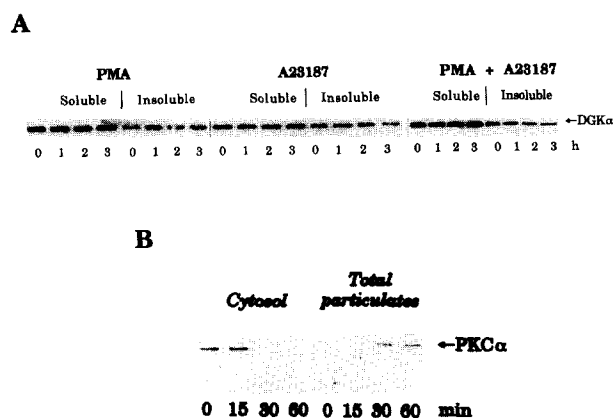 A
PMA A23187 PMA + A23187
Soluble Insoluble Soluble Insoluble Soluble Insoluble
←DGKα
0 1 2 3 0 1 2 3 0 1 2 3 0 1 2 3 0 1 2 3 0 1 2 3 h
B
Total
Cytosol particulates
←PKCα
0 15 30 60 0 15 30 60 min